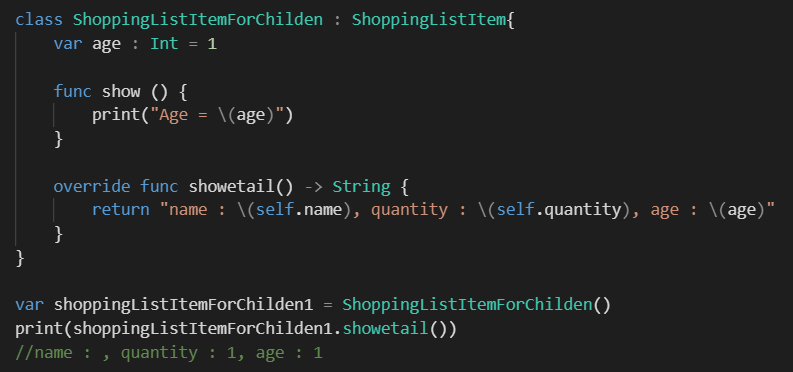 class ShoppingListItemForChilden : ShoppingListItem{
    var age : Int = 1

    func show () {
        print("Age = \(age)")
    }

    override func showetail() -> String {
        return "name : \(self.name), quantity : \(self.quantity), age : \(age)"
    }
}

var shoppingListItemForChilden1 = ShoppingListItemForChilden()
print(shoppingListItemForChilden1.showetail())
//name : , quantity : 1, age : 1